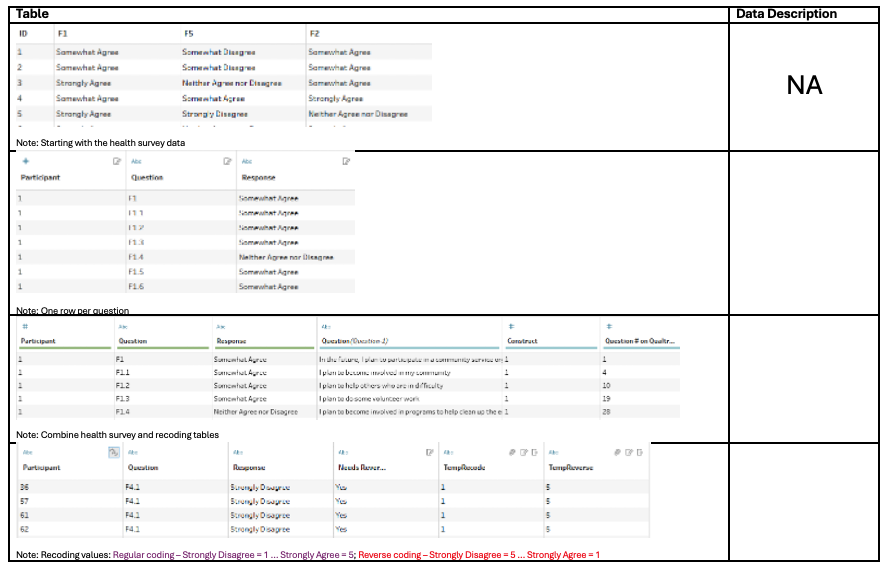 Table Data Description
ID F1 F5 F2
1 Somewhat Agree Somewhat Disagree Somewhat Agree
2 Somewhat Agree Somewhat Disagree Somewhat Agree
3 Strongly Agree Neither Agree nor Disagree Somewhat Agree
4 Somewhat Agree Somewhat Agree Strongly Agree
5 Strongly Agree Strongly Disagree Neither Agree nor Disagree
NA
Note: Starting with the health survey data
Abc Abc
Participant Question Response
1 F1 Somewhat Agree
1 F1.1 Somewhat Agree
1 F1.2 Somewhat Agree
1 F1.3 Somewhat Agree
1 F1.4 Neither Agree nor Disagree
1 F1.5 Somewhat Agree
1 F1.6 Somewhat Agree
Note: One row per question
# Abc Abc Abc # #
Participant Question Response Question (Question 2) Construct Question # on Qualtr...
1 F1 Somewhat Agree In the future, I plan to participate in a community service or 1 1
1 F1.1 Somewhat Agree I plan to become involved in my community 1 4
1 F1.2 Somewhat Agree I plan to help others who are in difficulty 1 10
1 F1.3 Somewhat Agree I plan to do some volunteer work 1 19
1 F1.4 Neither Agree nor Disagree I plan to become involved in programs to help clean up the e 1 28
Note: Combine health survey and recoding tables
Abc Abc Abc Abc Abc Abc
Participant Question Response Needs Rever... TempRecode TempReverse
36 F4.1 Strongly Disagree Yes 1 5
57 F4.1 Strongly Disagree Yes 1 5
61 F4.1 Strongly Disagree Yes 1 5
62 F4.1 Strongly Disagree Yes 1 5
Note: Recoding values: Regular coding – Strongly Disagree = 1 ... Strongly Agree = 5; Reverse coding – Strongly Disagree = 5 ... Strongly Agree = 1